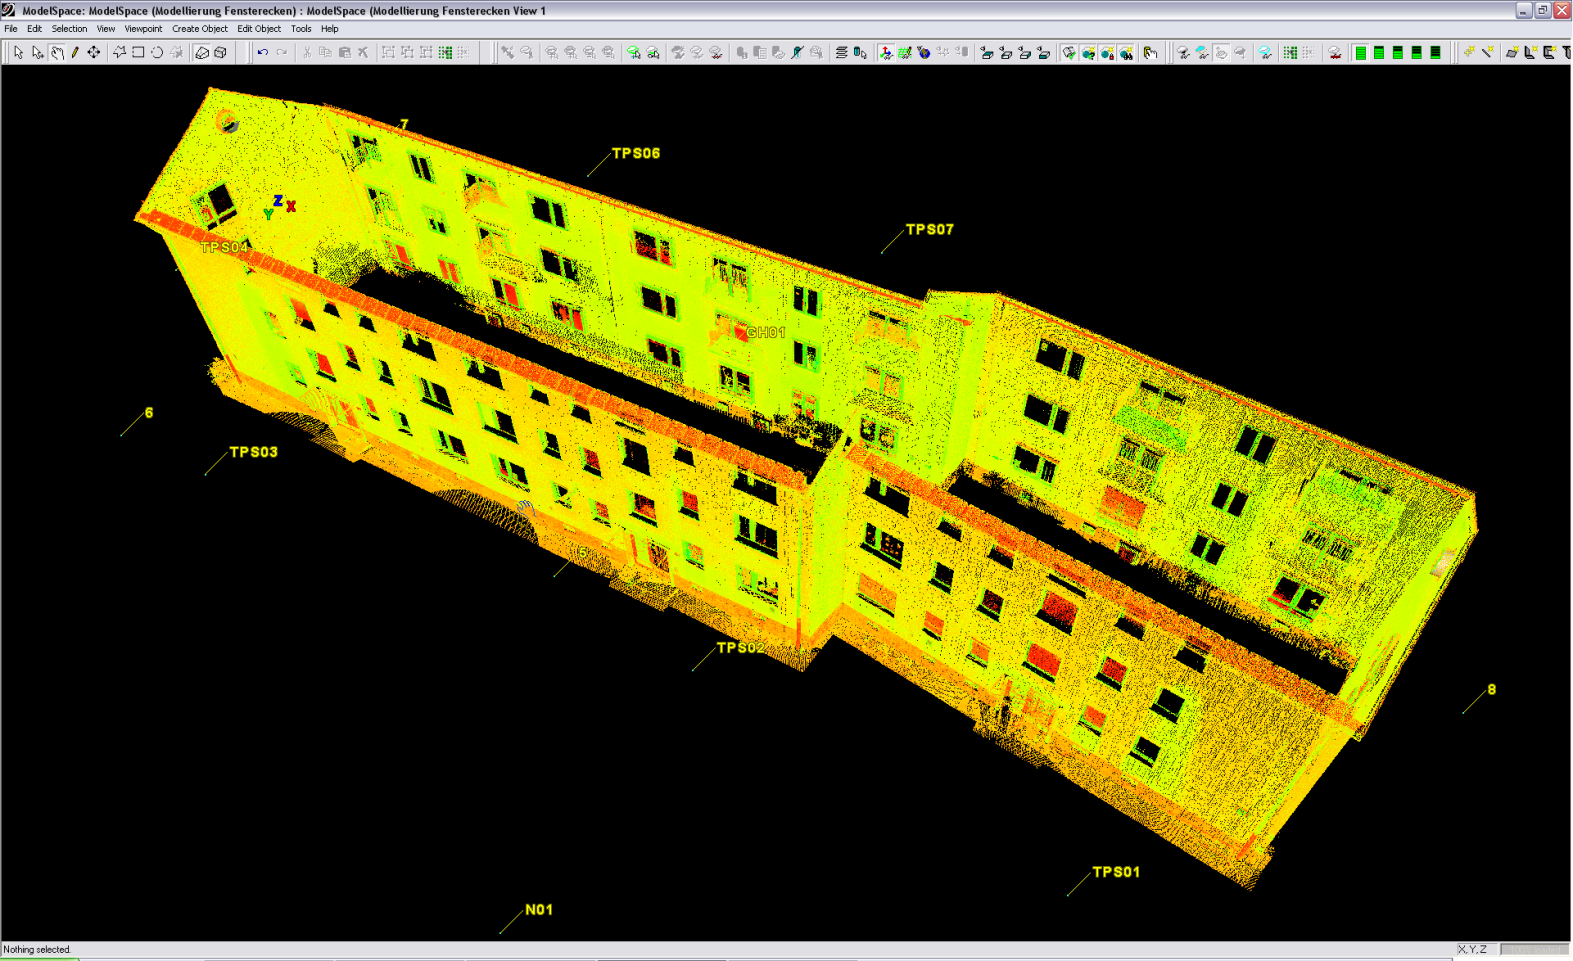 ModelSpace: ModelSpace (Modellierung Fensterecken) : ModelSpace (Modellierung Fensterecken View 1
File Edit Selection View Viewpoint Create Object Edit Object Tools Help
7
TPS06
TPS07
Z
Y X
TPS04
GH01
6
TPS03
5
TPS02
8
TPS01
N01
Nothing selected.
X,Y,Z